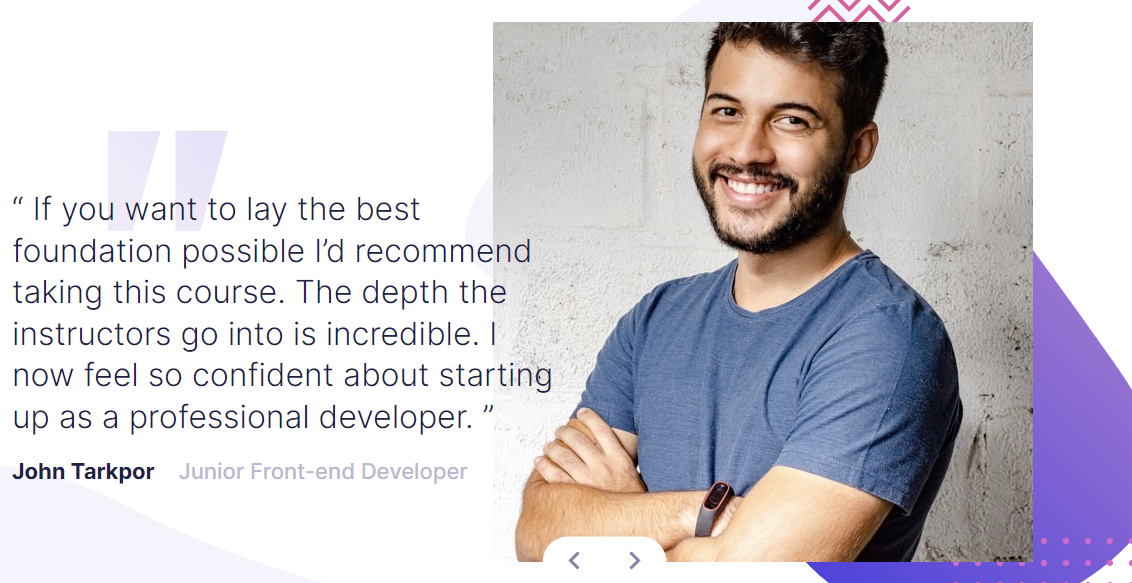 “ If you want to lay the best
foundation possible I’d recommend
taking this course. The depth the
instructors go into is incredible. I
now feel so confident about starting
up as a professional developer. ”
John Tarkpor Junior Front-end Developer